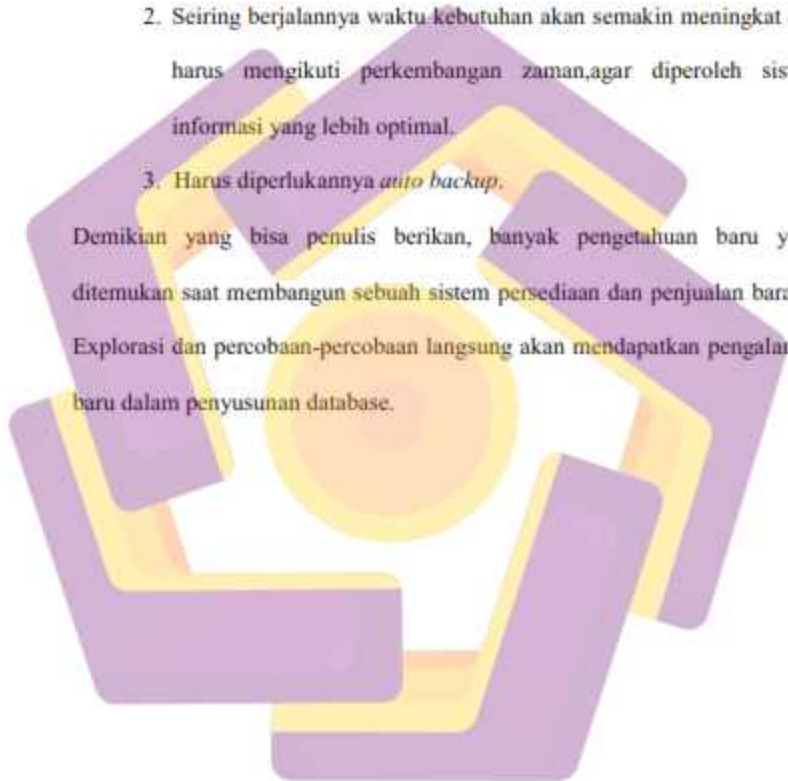 2. Seiring berjalannya waktu kebutuhan akan semakin meningkat
harus mengikuti perkembangan zaman,agar diperoleh sis
informasi yang lebih optimal.
3. Harus diperlukannya auto backup.
Demikian yang bisa penulis berikan, banyak pengetahuan baru y
ditemukan saat membangun sebuah sistem persediaan dan penjualan bara
Explorasi dan percobaan-percobaan langsung akan mendapatkan pengalan
baru dalam penyusunan database.